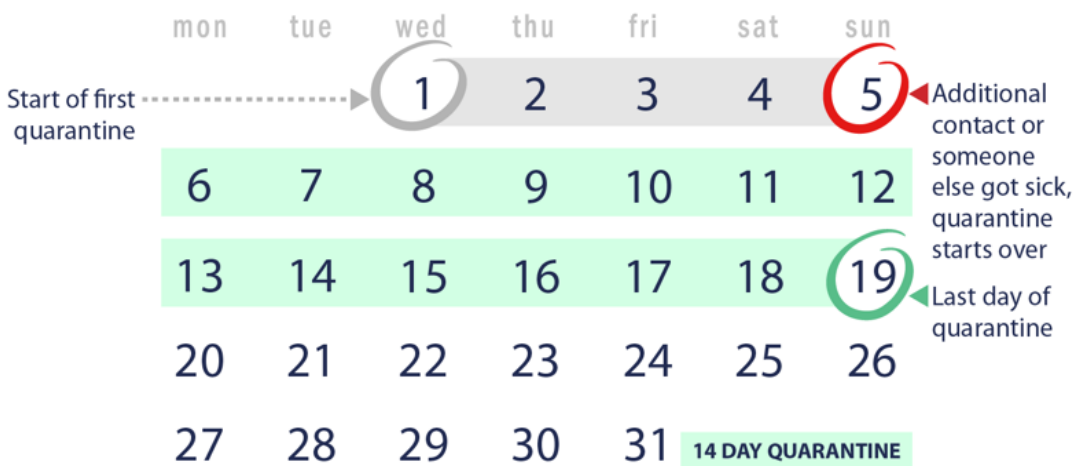 mon tue wed thu fri sat sun
Start of first
quarantine
1 2 3 4 5
Additional
contact or
someone
else got sick,
quarantine
starts over
6 7 8 9 10 11 12
13 14 15 16 17 18 19
Last day of
quarantine
20 21 22 23 24 25 26
27 28 29 30 31
14 DAY QUARANTINE